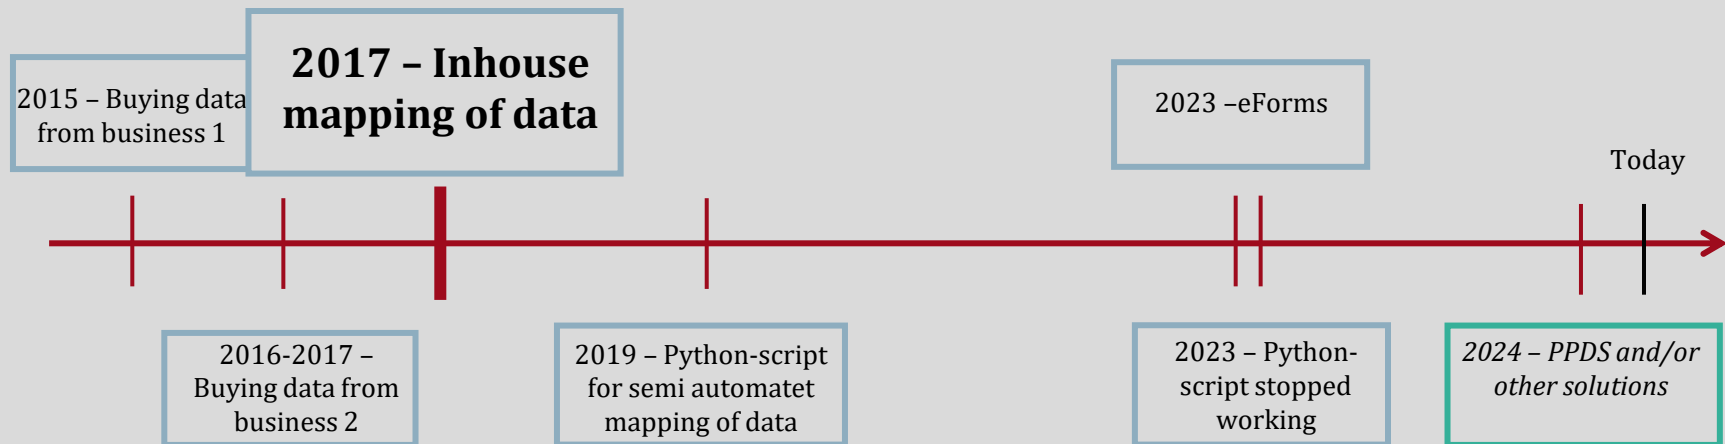 2015 – Buying data
from business 1
2017 – Inhouse
mapping of data
2023 –eForms
Today
2016-2017 –
Buying data from
business 2
2019 – Python-script
for semi automatet
mapping of data
2023 – Python-
script stopped
working
2024 – PPDS and/or
other solutions